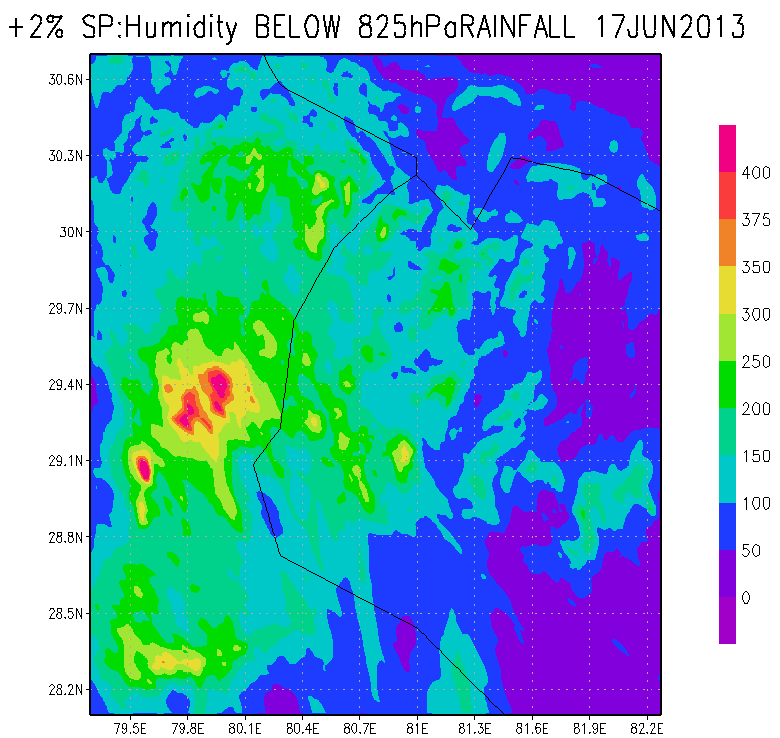 +2% SP:Humidity BELOW 825hPaRAINFALL 17JUN2013
30.6N
30.3N
30N
29.7N
29.4N
29.1N
28.8N
28.5N
28.2N
79.5E 79.8E 80.1E 80.4E 80.7E 81E 81.3E 81.6E 81.9E 82.2E
400
375
350
300
250
200
150
100
50
0